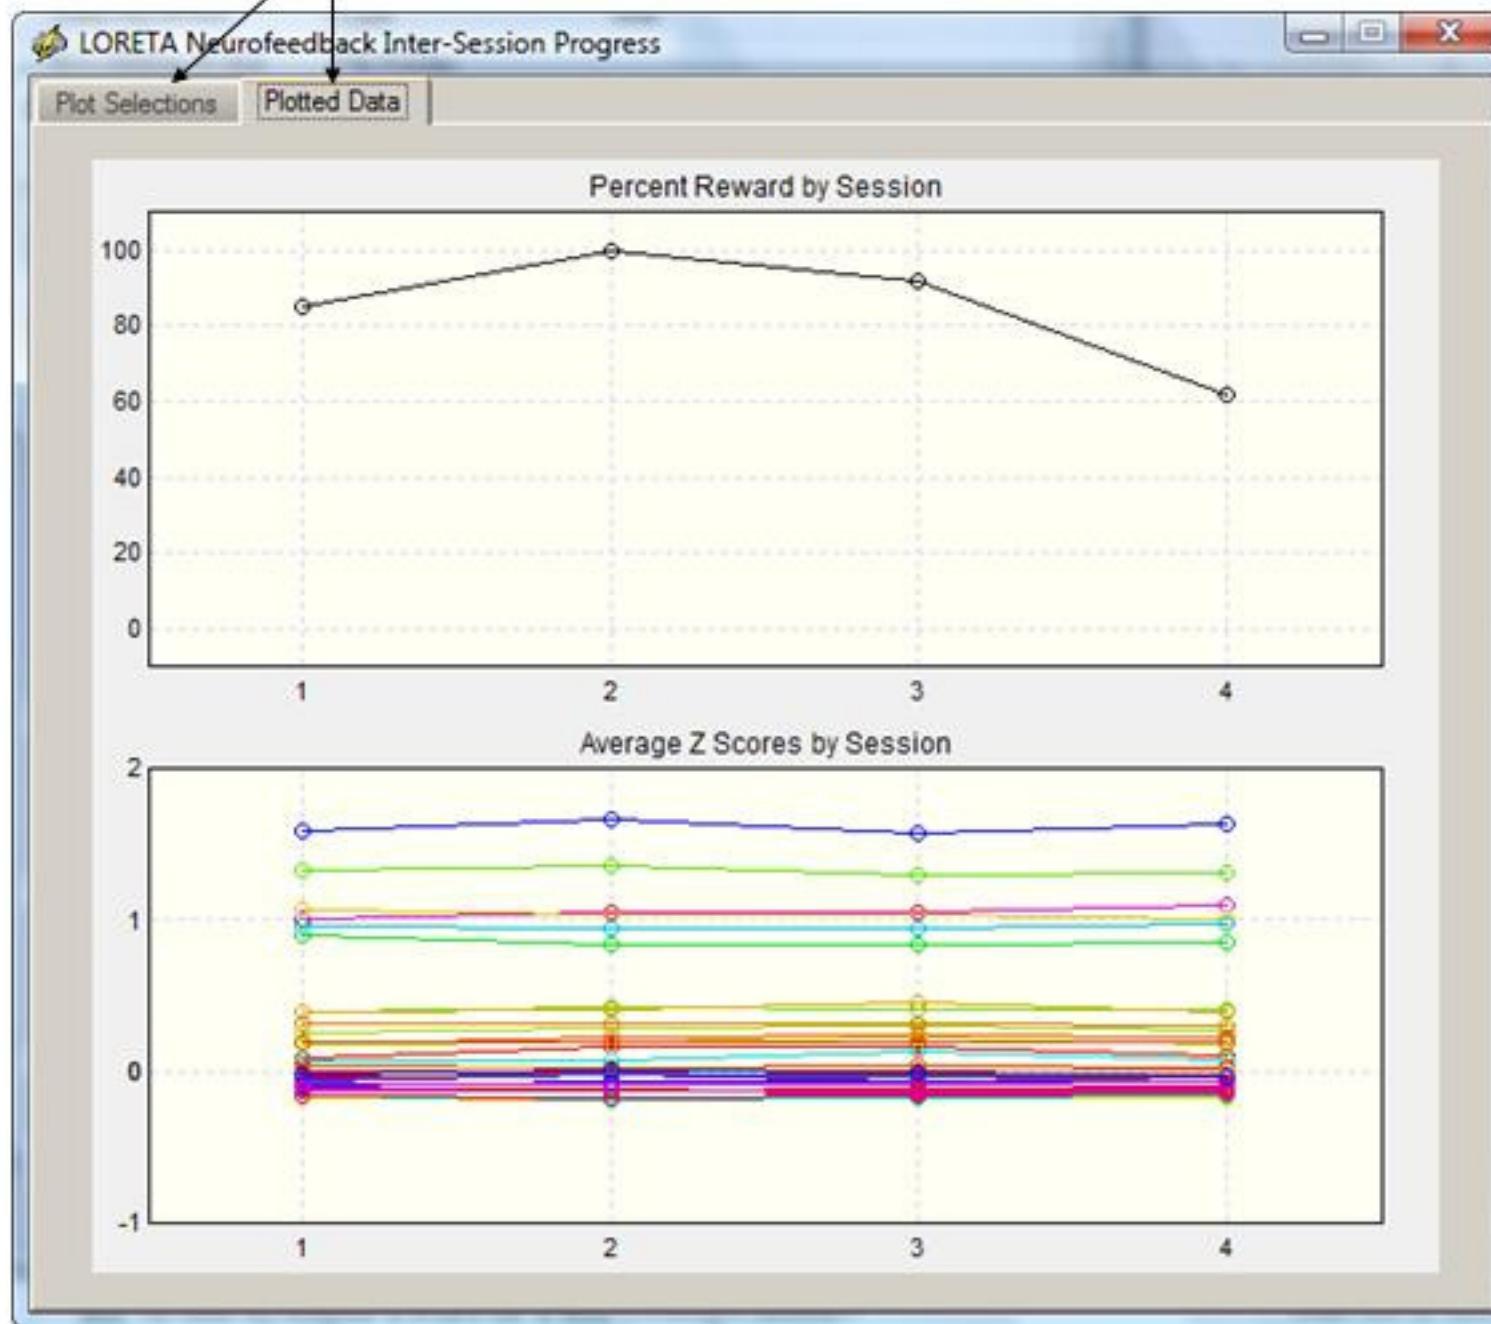 LORETA Neurofeedback Inter-Session Progress
Plot Selections Plotted Data
Percent Reward by Session
100
80
60
40
20
0
1 2 3 4
Average Z Scores by Session
2
1
0
-1
1 2 3 4